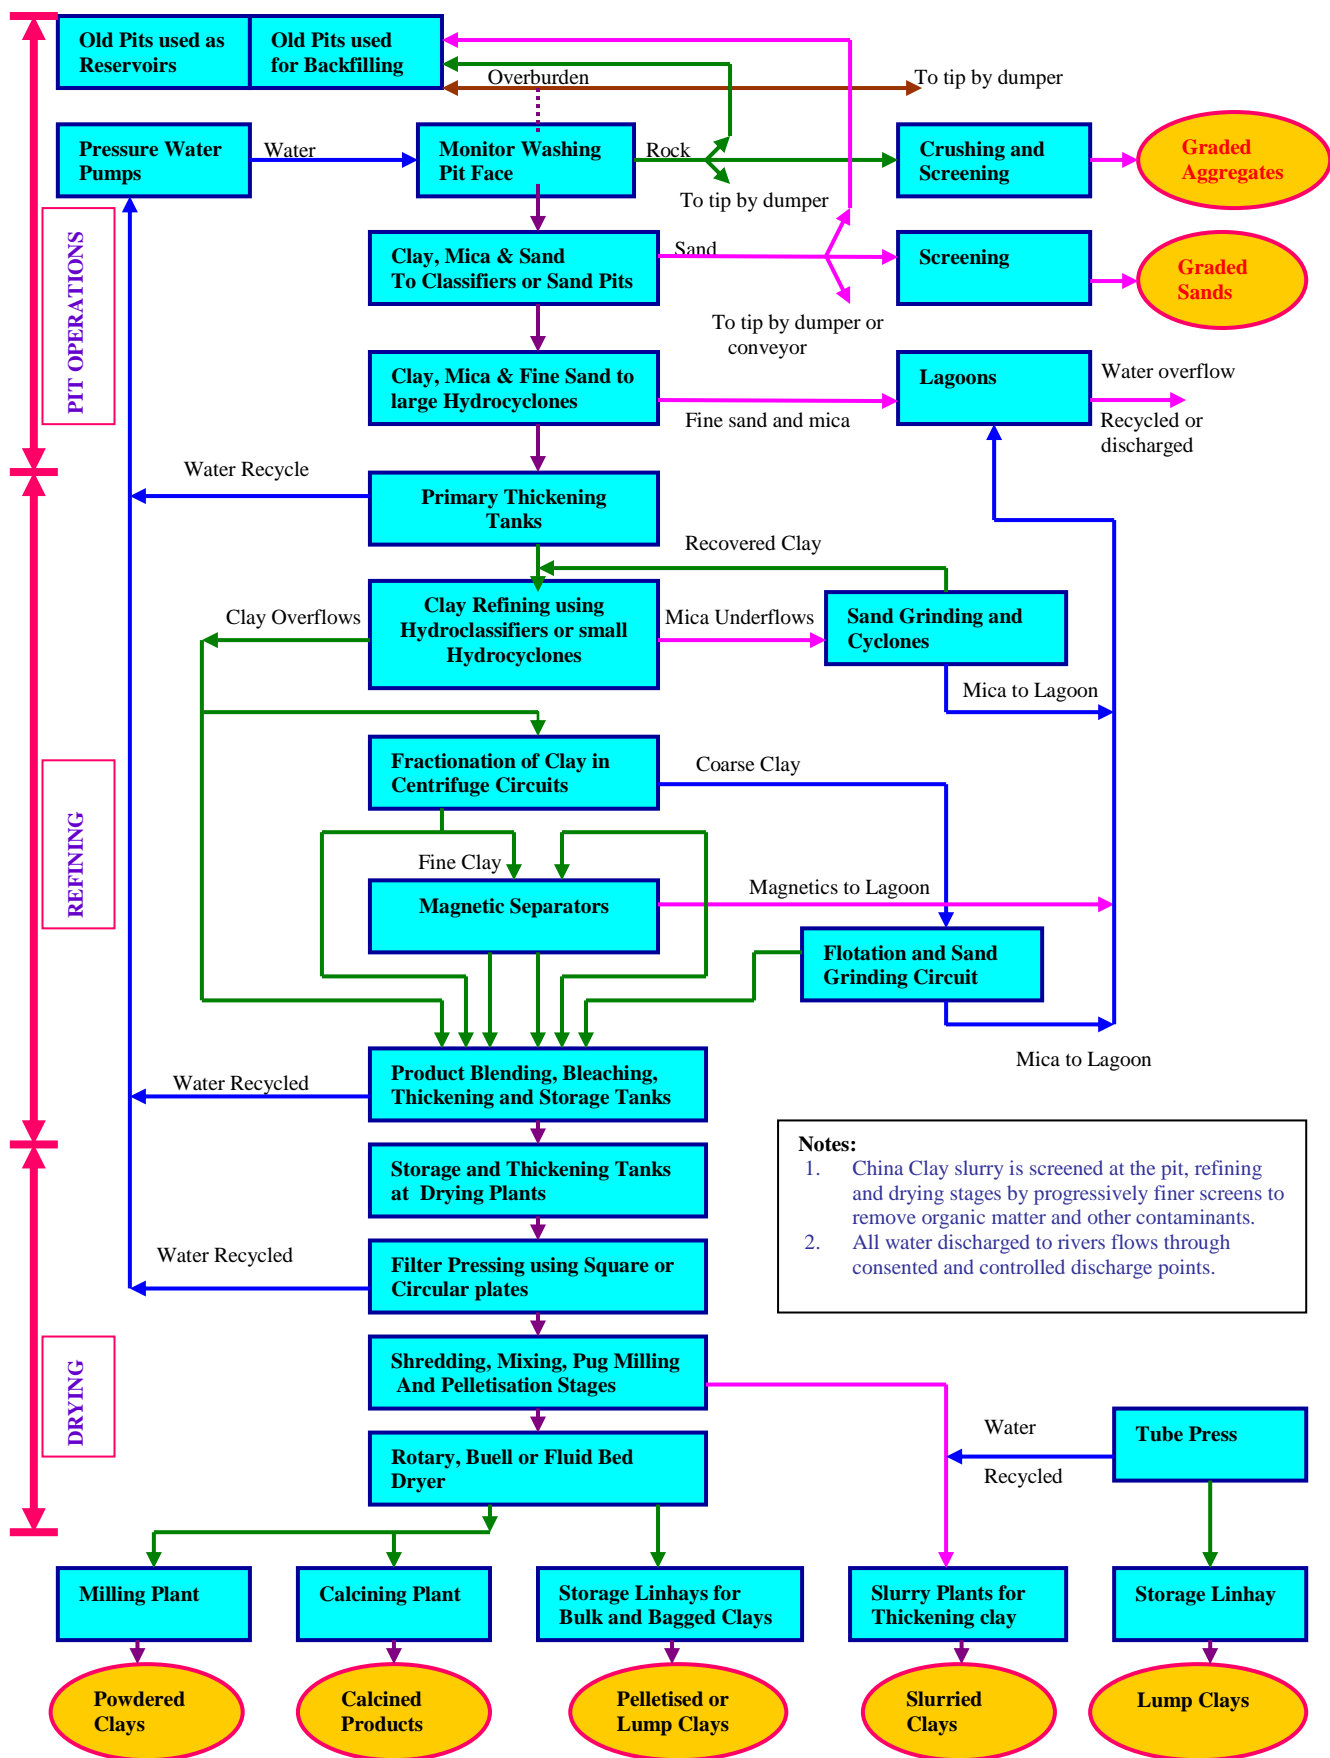 Old Pits used as
Reservoirs
Old Pits used
for Backfilling
Overburden
To tip by dumper
Pressure Water
Pumps
Water
Monitor Washing
Pit Face
Rock
To tip by dumper
Crushing and
Screening
Graded
Aggregates
PIT OPERATIONS
Clay, Mica & Sand
To Classifiers or Sand Pits
Sand
Screening
Graded
Sands
To tip by dumper or
conveyor
Clay, Mica & Fine Sand to
large Hydrocyclones
Fine sand and mica
Lagoons
Water overflow
Recycled or
discharged
Water Recycle
Primary Thickening
Tanks
Recovered Clay
Clay Overflows
Clay Refining using
Hydroclassifiers or small
Hydrocyclones
Mica Underflows
Sand Grinding and
Cyclones
Mica to Lagoon
REFINING
Fractionation of Clay in
Centrifuge Circuits
Coarse Clay
Fine Clay
Magnetic Separators
Magnetics to Lagoon
Flotation and Sand
Grinding Circuit
Mica to Lagoon
Water Recycled
Product Blending, Bleaching,
Thickening and Storage Tanks
Notes:
1. China Clay slurry is screened at the pit, refining
and drying stages by progressively finer screens to
remove organic matter and other contaminants.
2. All water discharged to rivers flows through
consented and controlled discharge points.
Storage and Thickening Tanks
at Drying Plants
Water Recycled
Filter Pressing using Square or
Circular plates
DRYING
Shredding, Mixing, Pug Milling
And Pelletisation Stages
Rotary, Buell or Fluid Bed
Dryer
Water
Recycled
Tube Press
Milling Plant
Calcining Plant
Storage Linhays for
Bulk and Bagged Clays
Slurry Plants for
Thickening clay
Storage Linhay
Powdered
Clays
Calcined
Products
Pelletised or
Lump Clays
Slurried
Clays
Lump Clays